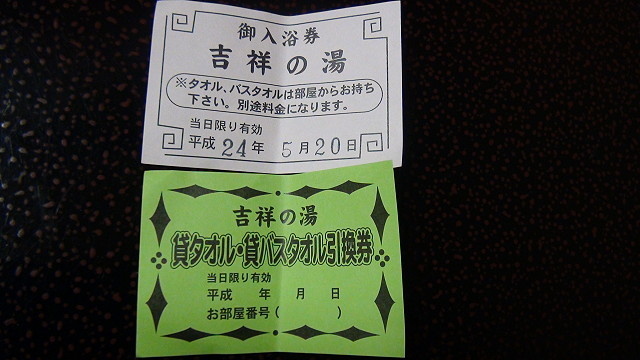 御入浴券
吉祥の湯
※タオル、バスタオルは部屋からお持ち
下さい。別途料金になります。
当日限り有効
平成24年 5月20日
吉祥の湯
貸タオル・貸バスタオル引換券
当日限り有効
平成 年 月 日
お部屋番号( )